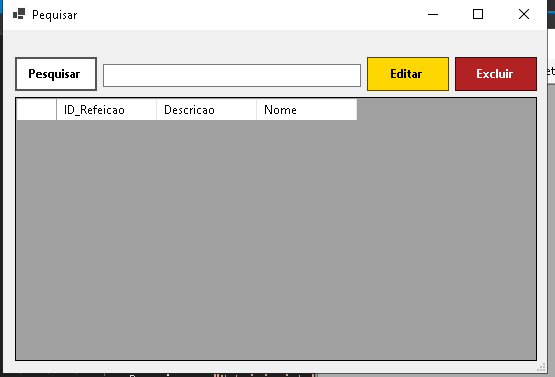 Pequisar
Pesquisar Editar Excluir
ID_Refeicao Descricao Nome